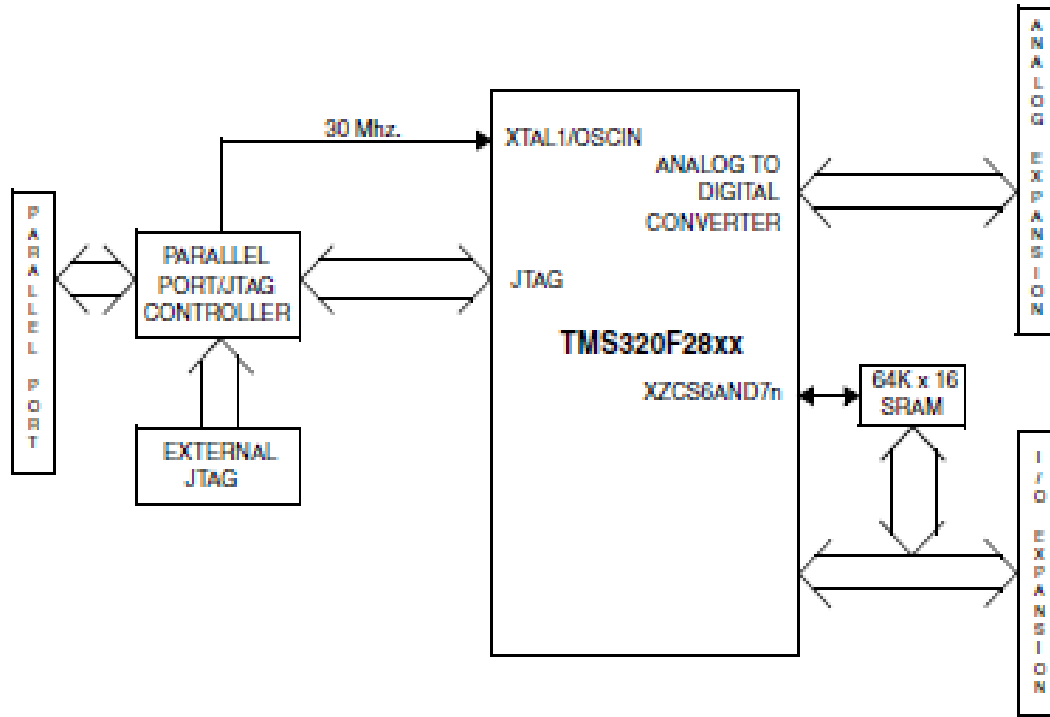 PARALLEL PORT
PARALLEL
PORT/JTAG
CONTROLLER
EXTERNAL
JTAG
30 Mhz.
XTAL1/OSCIN
ANALOG TO
DIGITAL
CONVERTER
JTAG
TMS320F28xx
XZCS6AND7n
64K x 16
SRAM
ANALOG EXPANSION
I/O EXPANSION